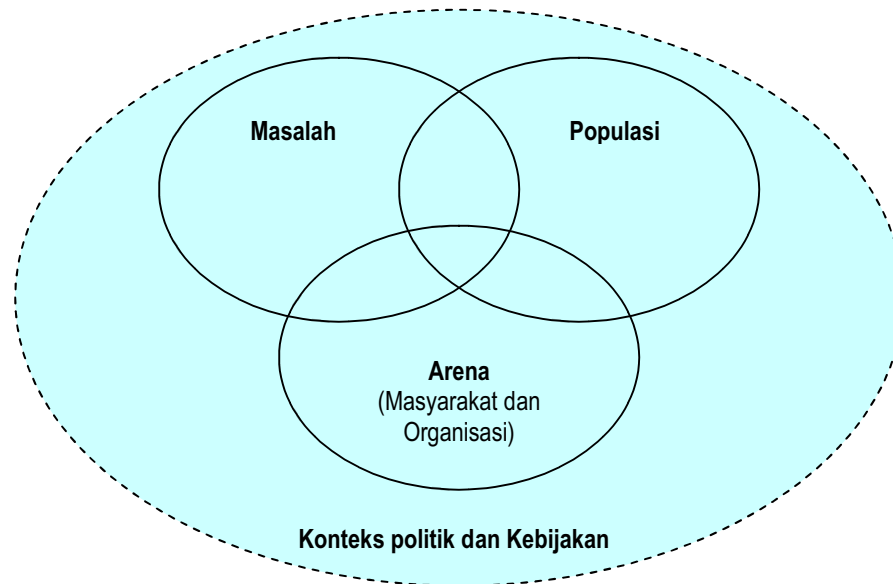 Masalah
Populasi
Arena
(Masyarakat dan
Organisasi)
Konteks politik dan Kebijakan